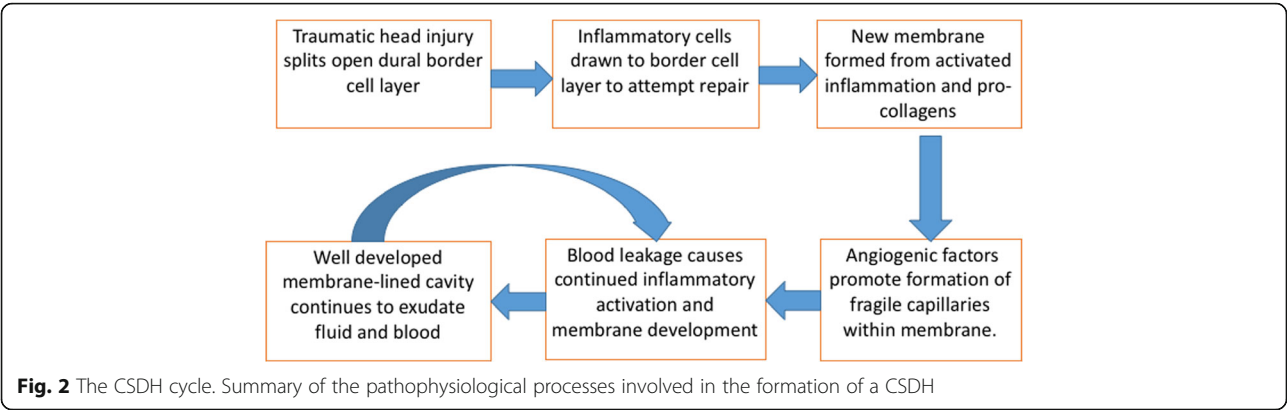 Traumatic head injury
splits open dural border
cell layer
Inflammatory cells
drawn to border cell
layer to attempt repair
New membrane
formed from activated
inflammation and pro-
collagens
Angiogenic factors
promote formation of
fragile capillaries
within membrane.
Blood leakage causes
continued inflammatory
activation and
membrane development
Well developed
membrane-lined cavity
continues to exudate
fluid and blood
Fig. 2 The CSDH cycle. Summary of the pathophysiological processes involved in the formation of a CSDH